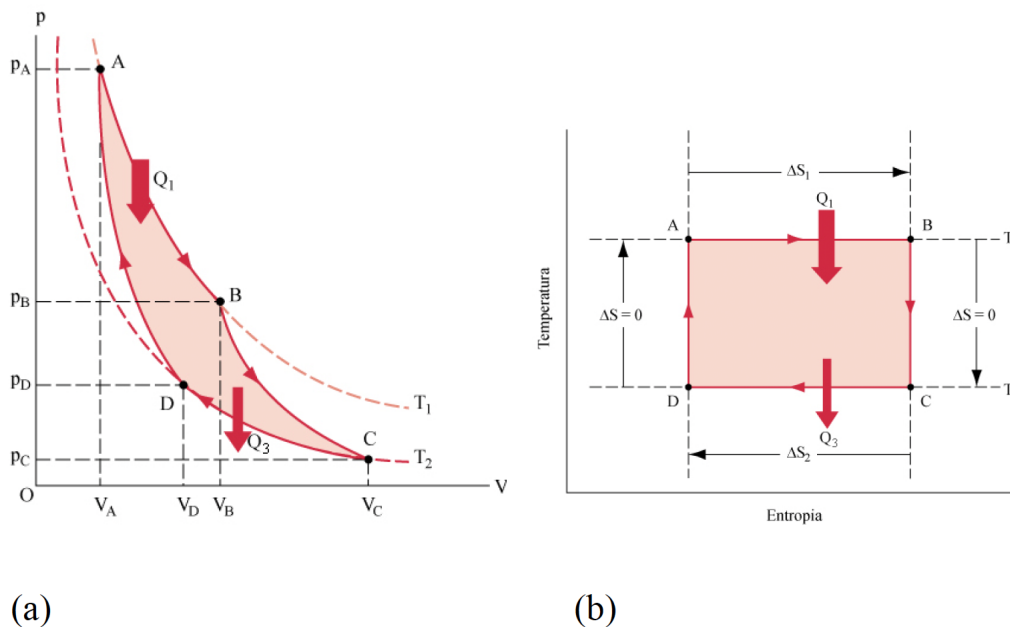 p
p_A
A
Q_1
p_B
B
p_D
D
T_1
Q_3
C
p_C
T_2
O
V_A
V_D
V_B
V_C
V
ΔS_1
Q_1
A
B
T
Temperatura
ΔS = 0
ΔS = 0
D
C
T
Q_3
ΔS_2
Entropia
(a)
(b)